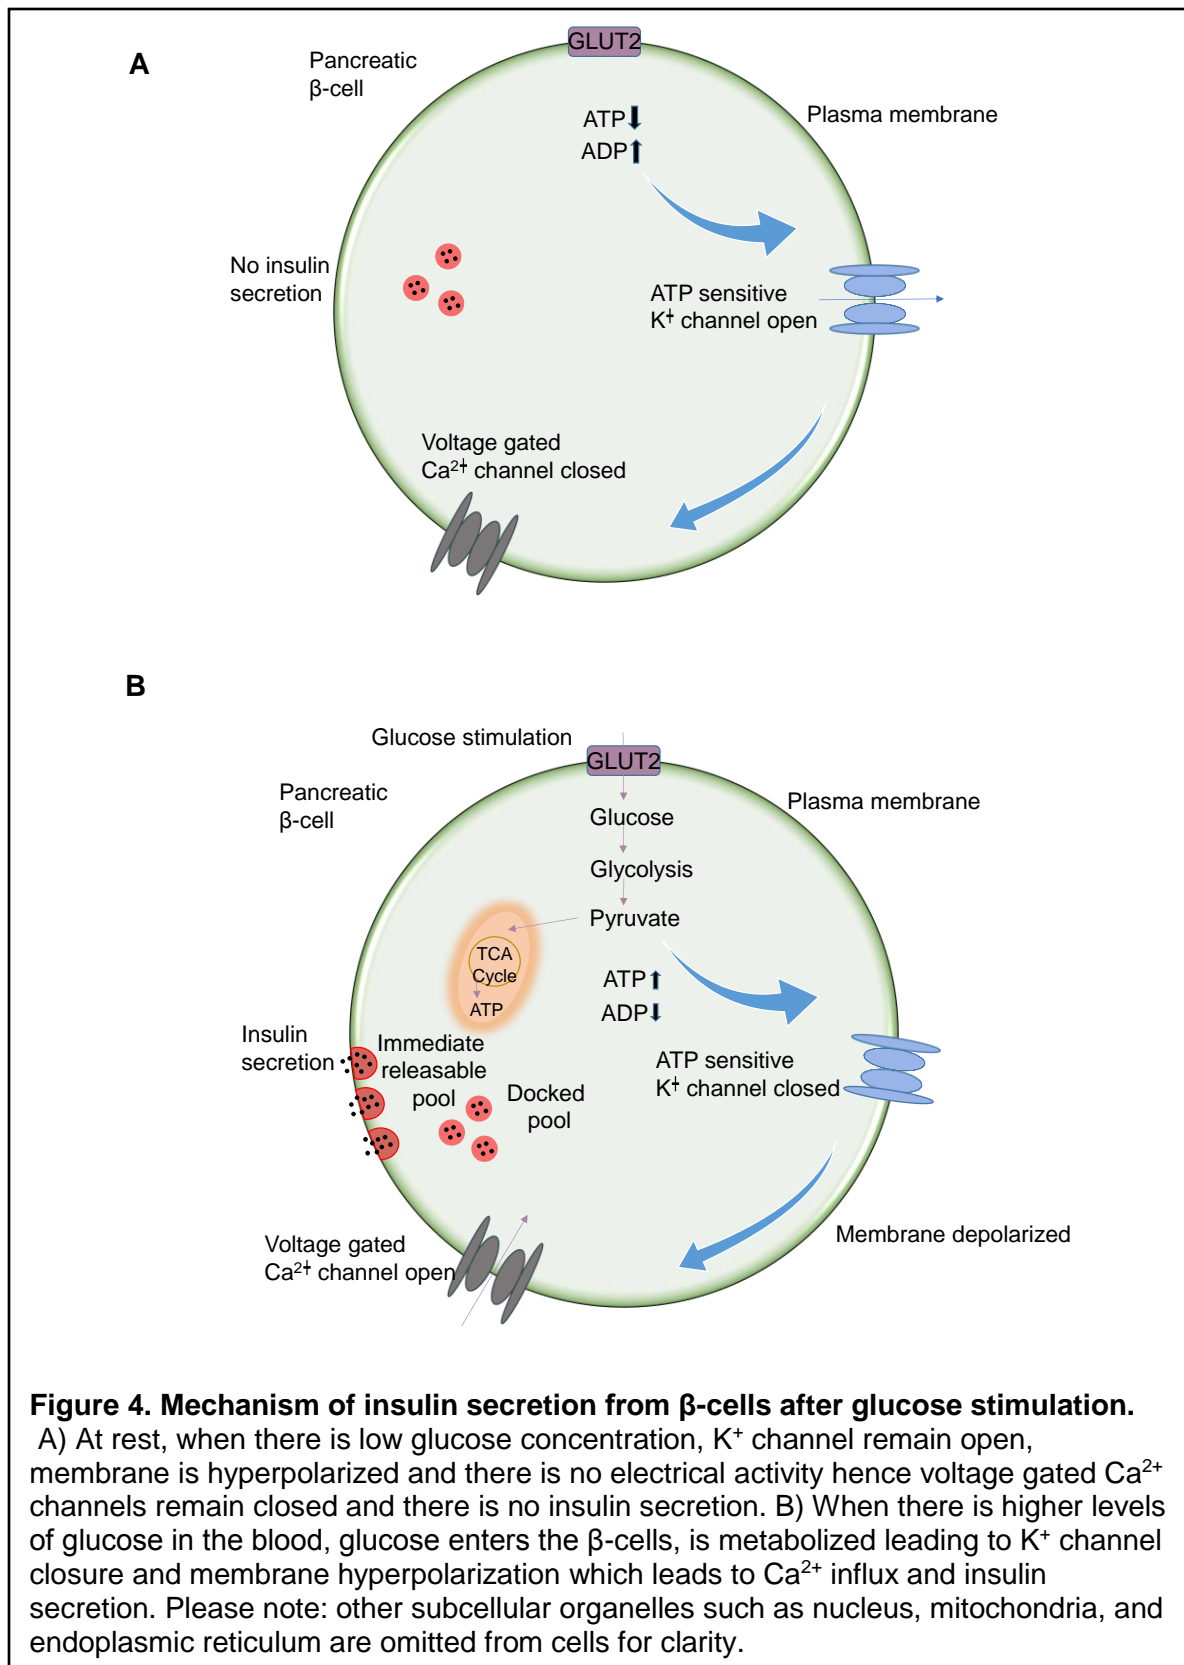 A
Pancreatic
β-cell
GLUT2
ATP
ADP
Plasma membrane
No insulin
secretion
ATP sensitive
K⁺ channel open
Voltage gated
Ca²⁺ channel closed
B
Glucose stimulation
GLUT2
Pancreatic
β-cell
Plasma membrane
Glucose
Glycolysis
Pyruvate
TCA
Cycle
ATP
ATP
ADP
Insulin
secretion
Immediate
releasable
pool
Docked
pool
ATP sensitive
K⁺ channel closed
Voltage gated
Ca²⁺ channel open
Membrane depolarized
Figure 4. Mechanism of insulin secretion from β-cells after glucose stimulation.
A) At rest, when there is low glucose concentration, K⁺ channel remain open,
membrane is hyperpolarized and there is no electrical activity hence voltage gated Ca²⁺
channels remain closed and there is no insulin secretion. B) When there is higher levels
of glucose in the blood, glucose enters the β-cells, is metabolized leading to K⁺ channel
closure and membrane hyperpolarization which leads to Ca²⁺ influx and insulin
secretion. Please note: other subcellular organelles such as nucleus, mitochondria, and
endoplasmic reticulum are omitted from cells for clarity.